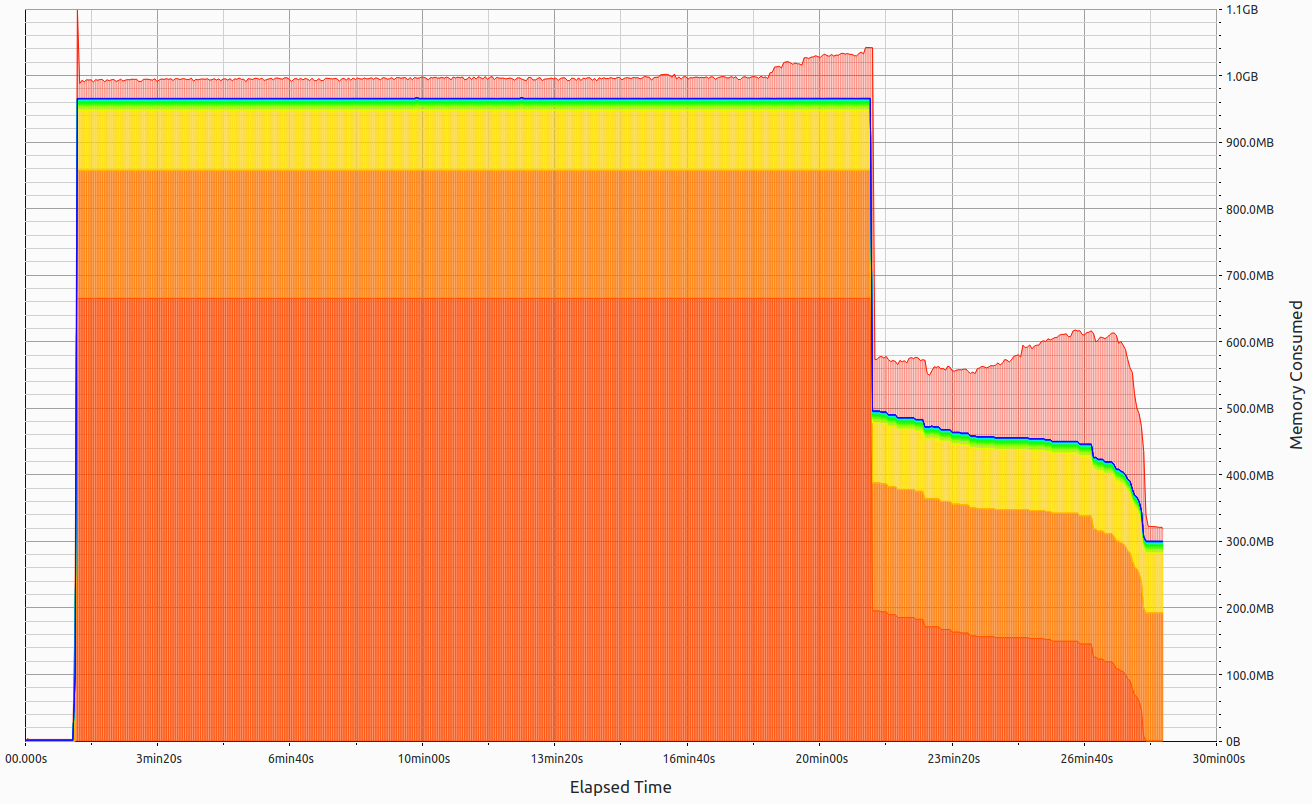 1.1GB
1.0GB
900.0MB
800.0MB
700.0MB
600.0MB
500.0MB
400.0MB
300.0MB
200.0MB
100.0MB
0B
Memory Consumed
00.000s 3min20s 6min40s 10min00s 13min20s 16min40s 20min00s 23min20s 26min40s 30min00s
Elapsed Time